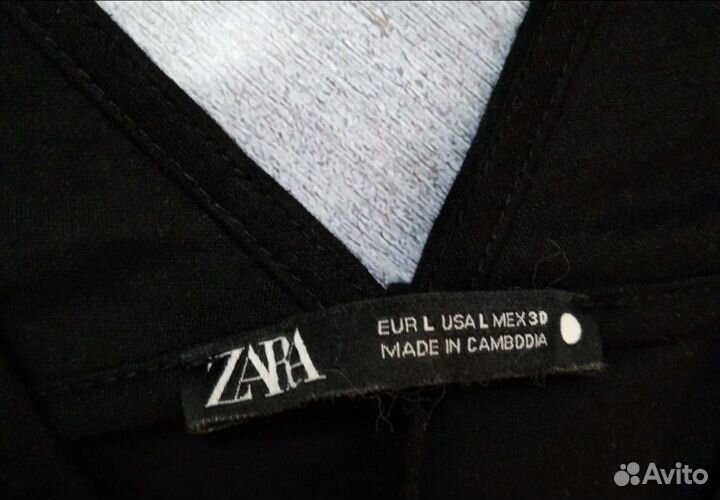 ZARA
EUR L USA L MEX 30
MADE IN CAMBODIA
Avito